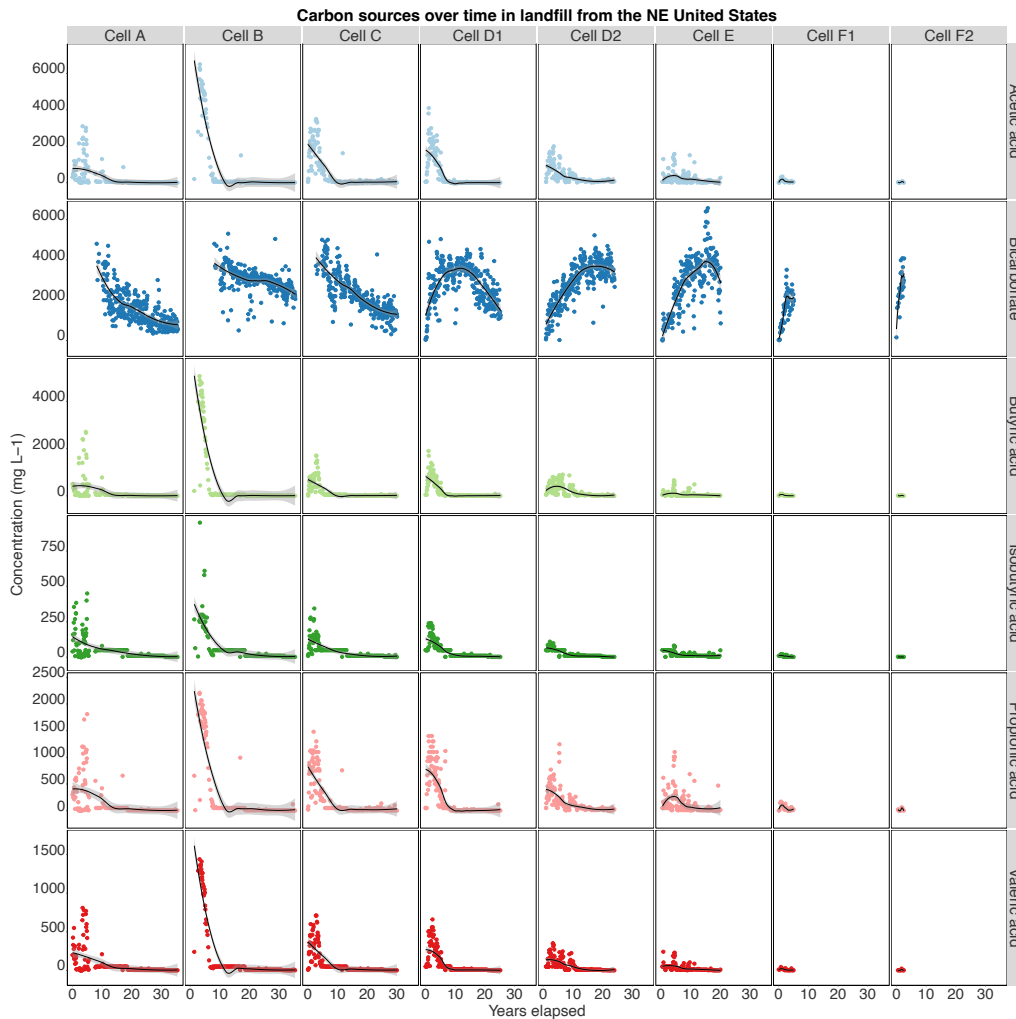 Carbon sources over time in landfill from the NE United States
Cell A Cell B Cell C Cell D1 Cell D2 Cell E Cell F1 Cell F2
6000
4000
2000
0
Acetic acid
6000
4000
2000
0
Bicarbonate
4000
2000
0
Butyric acid
750
500
250
0
Isobutyric acid
2500
2000
1500
1000
500
0
Propionic acid
1500
1000
500
0
Valeric acid
Concentration (mg L−1)
0 10 20 30 0 10 20 30 0 10 20 30 0 10 20 30 0 10 20 30 0 10 20 30 0 10 20 30 0 10 20 30
Years elapsed